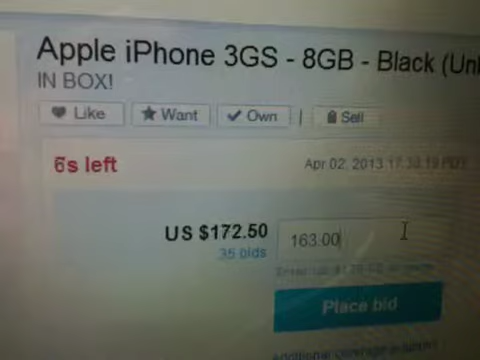 Apple iPhone 3GS - 8GB - Black (Unl
IN BOX!
Like
Want
Own
Sell
6s left
Apr 02, 2013
US $172.50
163.00
35 bids
Place bid